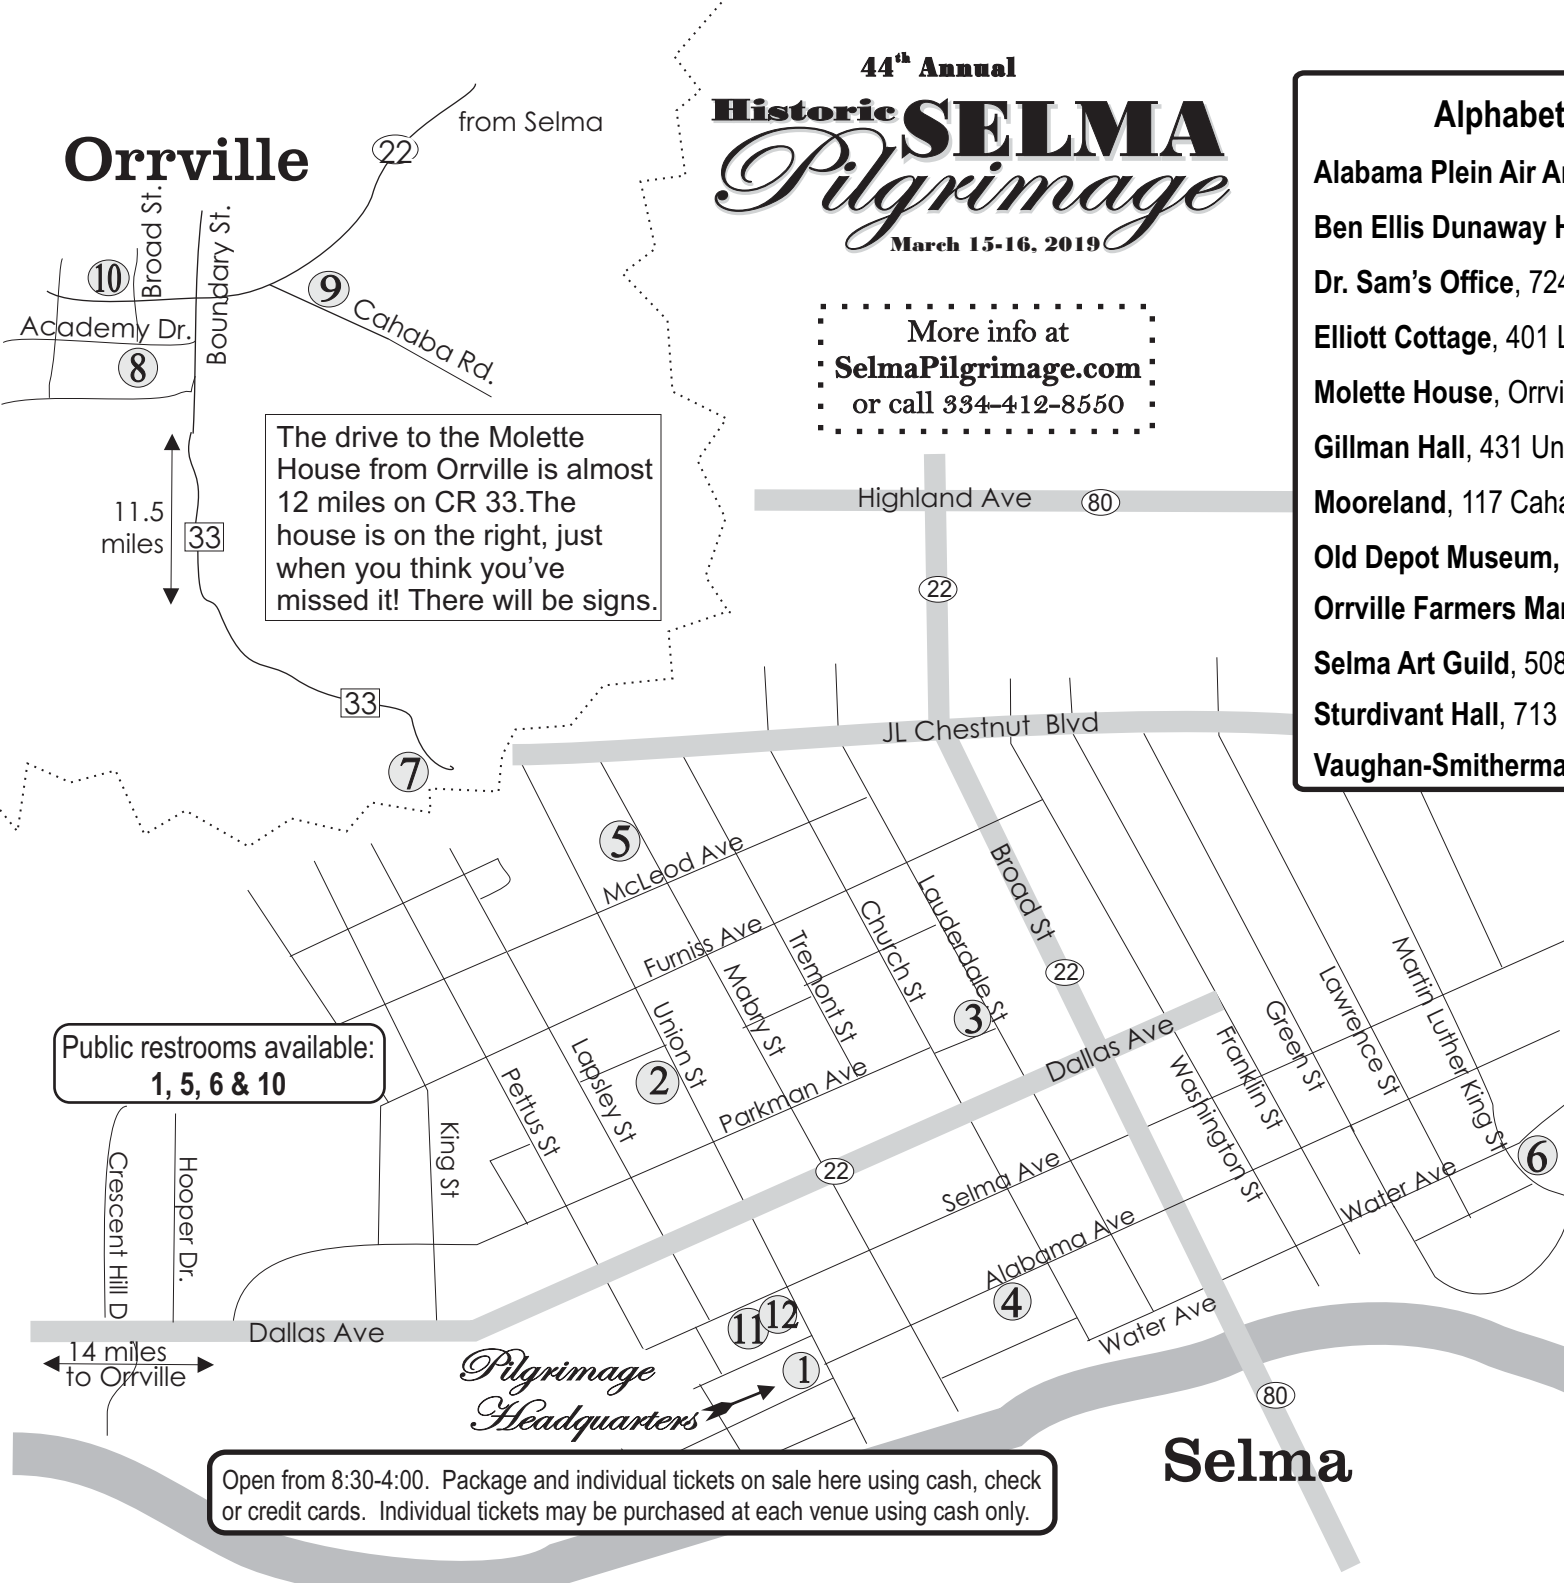 44th Annual
Historic SELMA
Pilgrimage
March 15-16, 2019
More info at
SelmaPilgrimage.com
or call 334-412-8550
Orrville
from Selma
22
Broad St.
Boundary St.
10
9
Cahaba Rd.
Academy Dr.
8
The drive to the Molette
House from Orrville is almost
12 miles on CR 33.The
house is on the right, just
when you think you've
missed it! There will be signs.
11.5
miles
33
33
7
Alphabet
Alabama Plein Air Ar
Ben Ellis Dunaway H
Dr. Sam's Office, 724
Elliott Cottage, 401 L
Molette House, Orrvi
Gillman Hall, 431 Un
Mooreland, 117 Caha
Old Depot Museum,
Orrville Farmers Mar
Selma Art Guild, 508
Sturdivant Hall, 713
Vaughan-Smitherma
Highland Ave
80
22
JL Chestnut Blvd
5
McLeod Ave
Furniss Ave
Broad St
22
Lauderdale St
Church St
Tremont St
Mabry St
Union St
Lapsley St
Pettus St
King St
3
2
Parkman Ave
Dallas Ave
Martin Luther King St
Lawrence St
Green St
Franklin St
Washington St
Public restrooms available:
1, 5, 6 & 10
Crescent Hill D
Hooper Dr.
22
Selma Ave
Alabama Ave
4
Water Ave
6
Water Ave
11
12
1
Dallas Ave
14 miles
to Orrville
Pilgrimage
Headquarters
80
Selma
Open from 8:30-4:00. Package and individual tickets on sale here using cash, check
or credit cards. Individual tickets may be purchased at each venue using cash only.